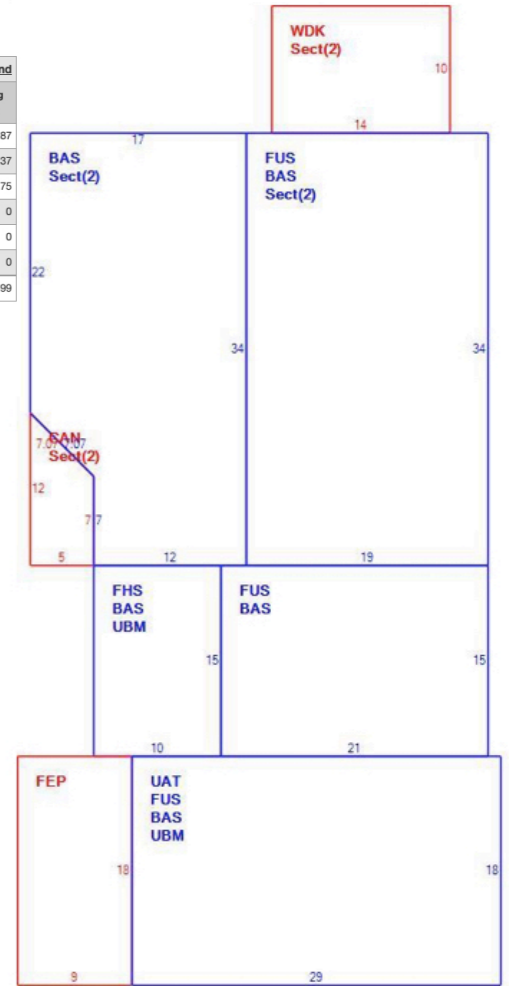 nd
g
87
37
75
0
0
0
99
WDK
Sect(2)
10
14
17
BAS
Sect(2)
FUS
BAS
Sect(2)
22
34
34
CAN
Sect(2)
7.07
7.07
12
7
7
5
12
19
FHS
BAS
UBM
FUS
BAS
15
15
10
21
FEP
UAT
FUS
BAS
UBM
18
18
9
29